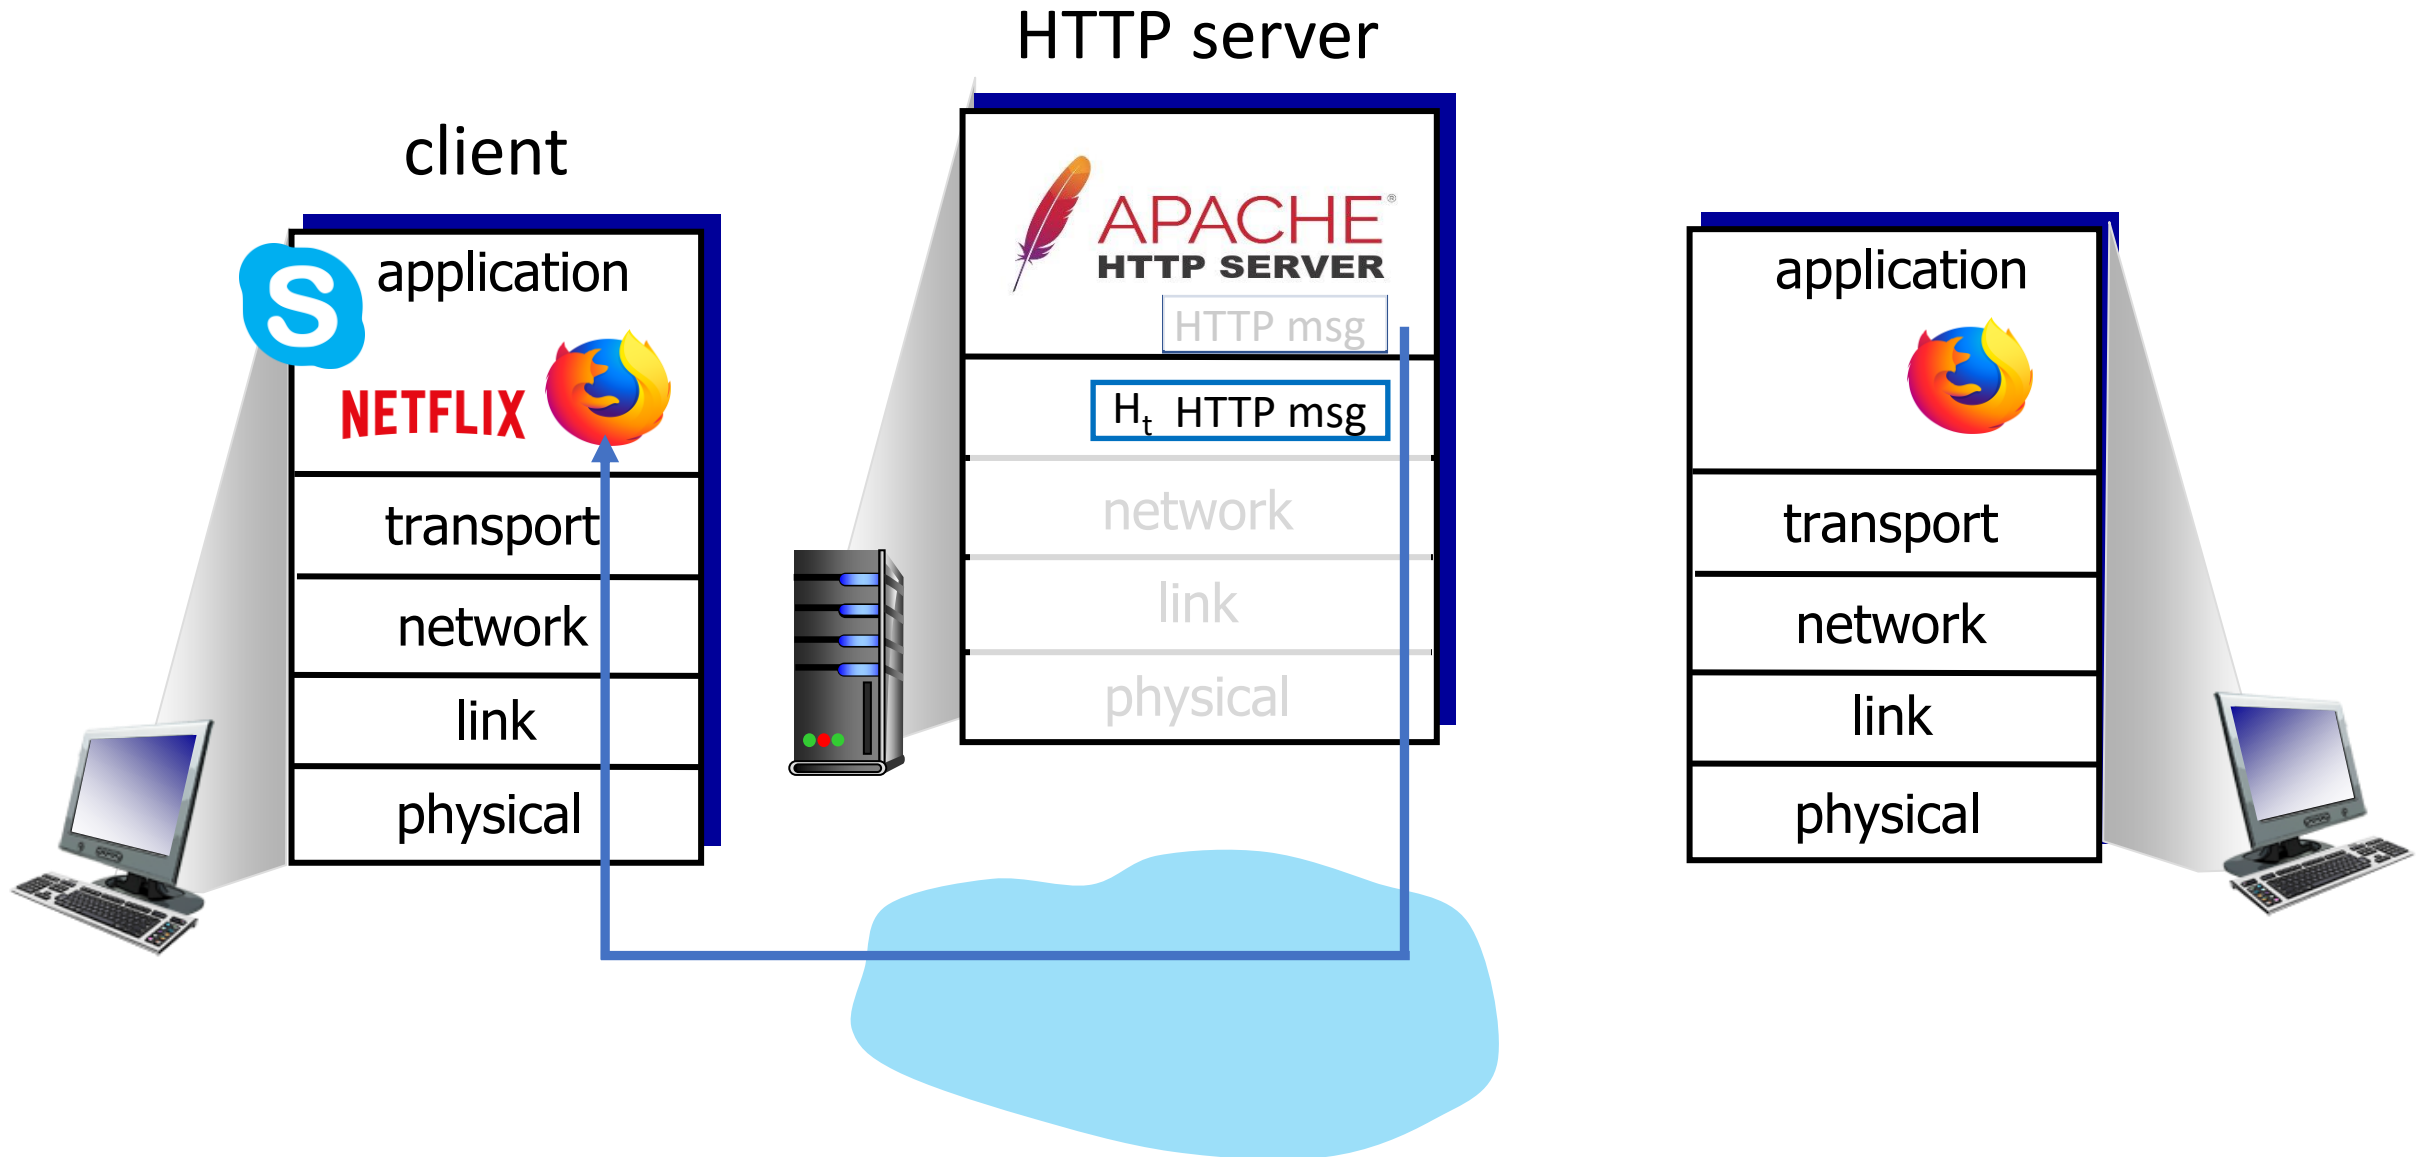 HTTP server
client
application
S
NETFLIX
transport
network
link
physical
APACHE®
HTTP SERVER
HTTP msg
Hₜ HTTP msg
network
link
physical
application
transport
network
link
physical